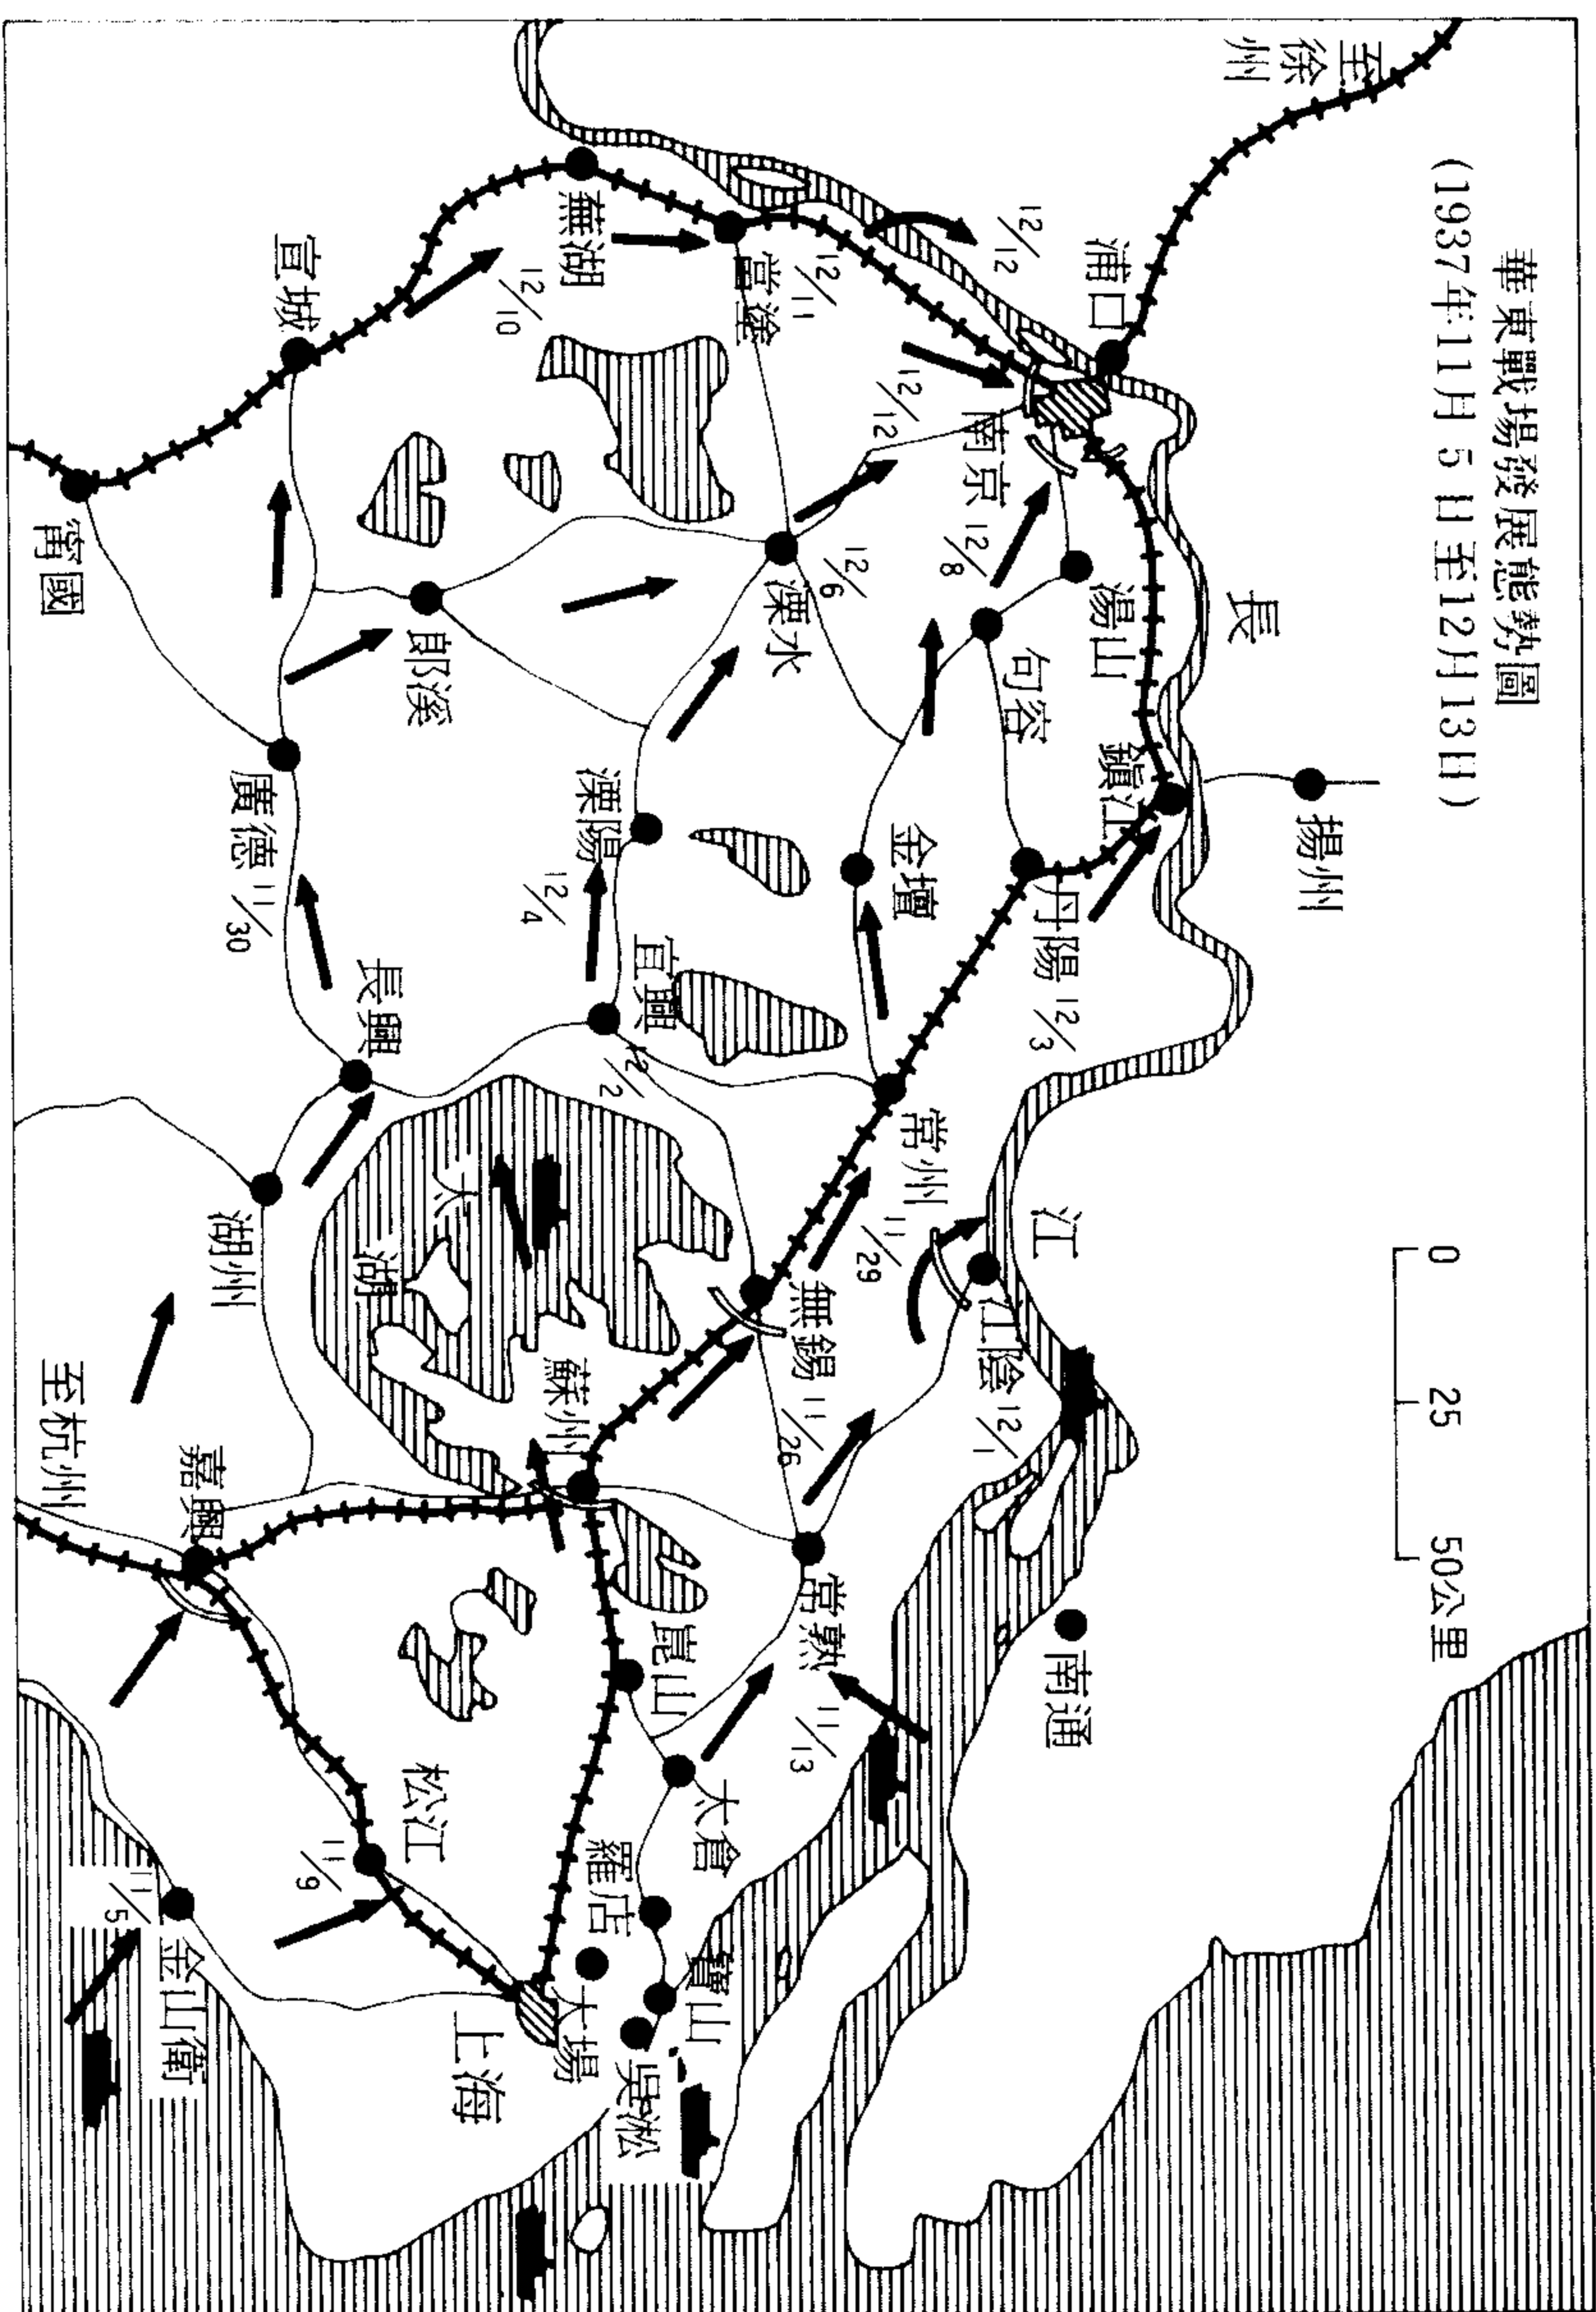 華東戰場發展態勢圖
(1937年11月5日至12月13日)
0 25 50公里
至徐州
浦口
12/12
長
揚州
江
南通
湯山
鎮江
句容
丹陽 12/3
江陰 12/1
南京 12/8
12/12
金壇
常州 11/29
無錫 11/26
常熟 11/13
當塗 12/11
溧水 12/6
蕪湖
12/10
溧陽 12/4
宜興 12/2
太湖
蘇州
崑山
太倉
羅店
寶山
大場
吳淞
上海
郎溪
宣城
甯國
廣德 11/30
長興
湖州
嘉興
至杭州
松江 11/9
金山衛 11/5